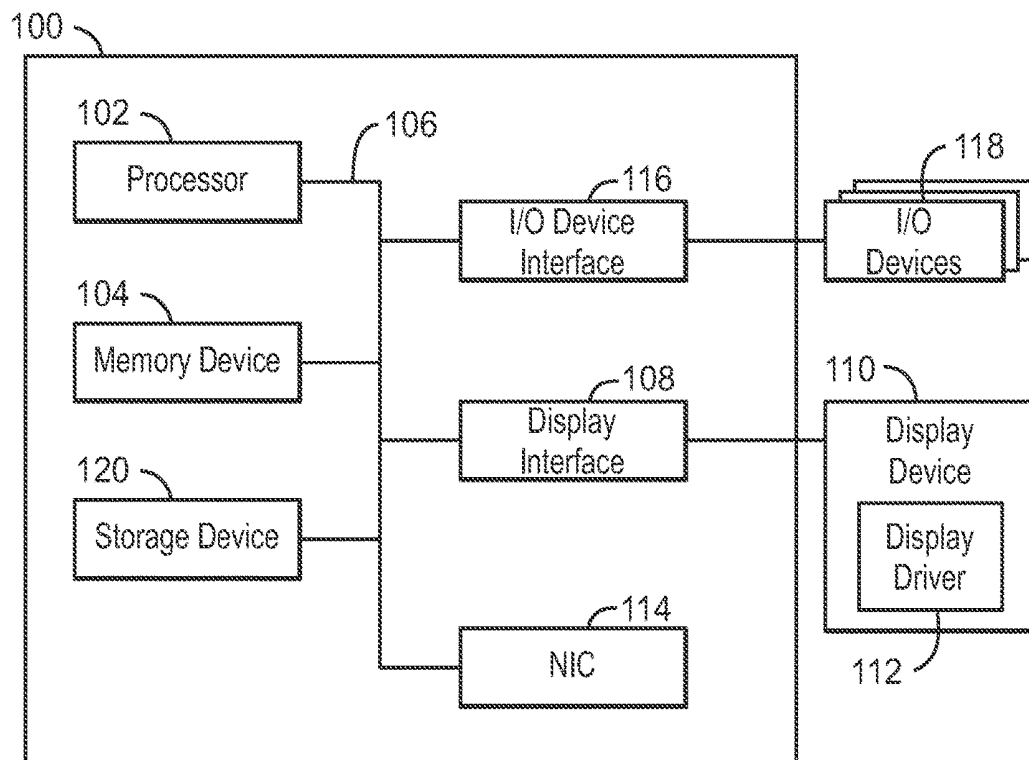 100
102
Processor
106
116
I/O Device
Interface
118
I/O
Devices
104
Memory Device
108
Display
Interface
110
Display
Device
Display
Driver
112
120
Storage Device
114
NIC